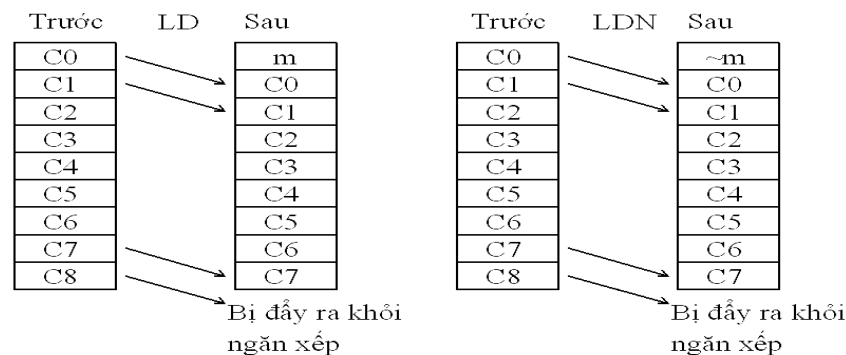 Trước LD Sau Trước LDN Sau
C0 m C0 ~m
C1 C0 C1 C0
C2 C1 C2 C1
C3 C2 C3 C2
C4 C3 C4 C3
C5 C4 C5 C4
C6 C5 C6 C5
C7 C6 C7 C6
C8 C7 C8 C7
Bị đẩy ra khỏi Bị đẩy ra khỏi
ngăn xếp ngăn xếp